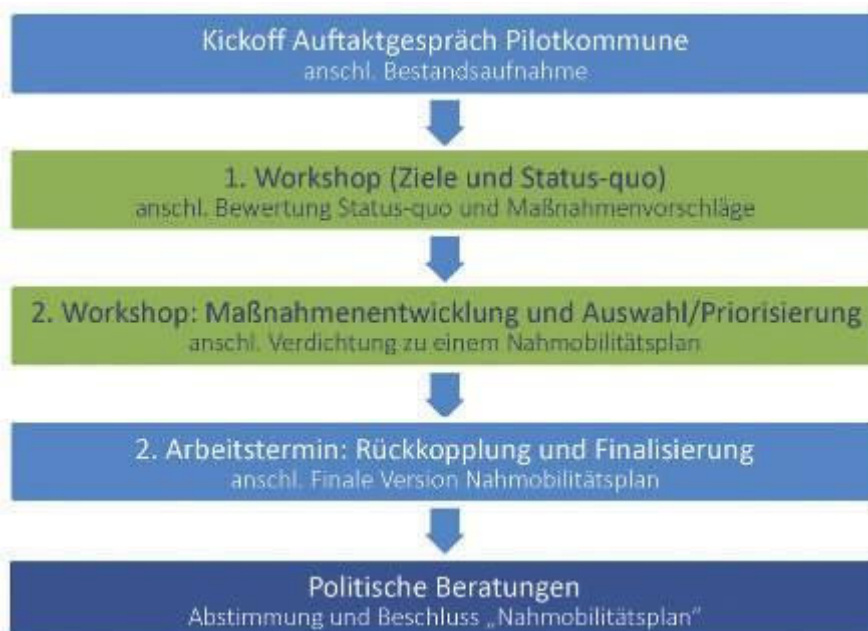 Kickoff Auftaktgespräch Pilotkommune
anschl. Bestandsaufnahme
1. Workshop (Ziele und Status-quo)
anschl. Bewertung Status-quo und Maßnahmenvorschläge
2. Workshop: Maßnahmenentwicklung und Auswahl/Priorisierung
anschl. Verdichtung zu einem Nahmobilitätsplan
2. Arbeitstermin: Rückkopplung und Finalisierung
anschl. Finale Version Nahmobilitätsplan
Politische Beratungen
Abstimmung und Beschluss „Nahmobilitätsplan"